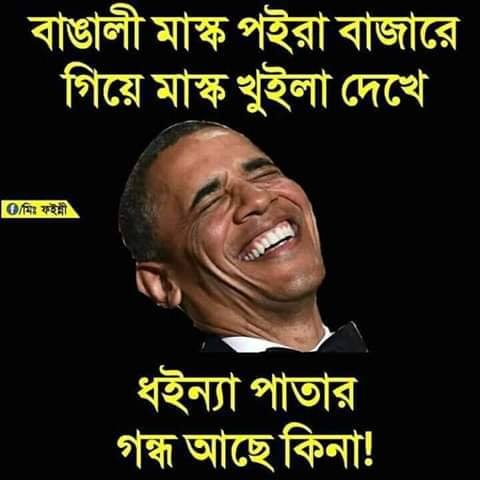 বাঙালী মাস্ক পইরা বাজারে
গিয়ে মাস্ক খুইলা দেখে
f/মিঃ ফইন্নী
ধইন্যা পাতার
গন্ধ আছে কিনা!